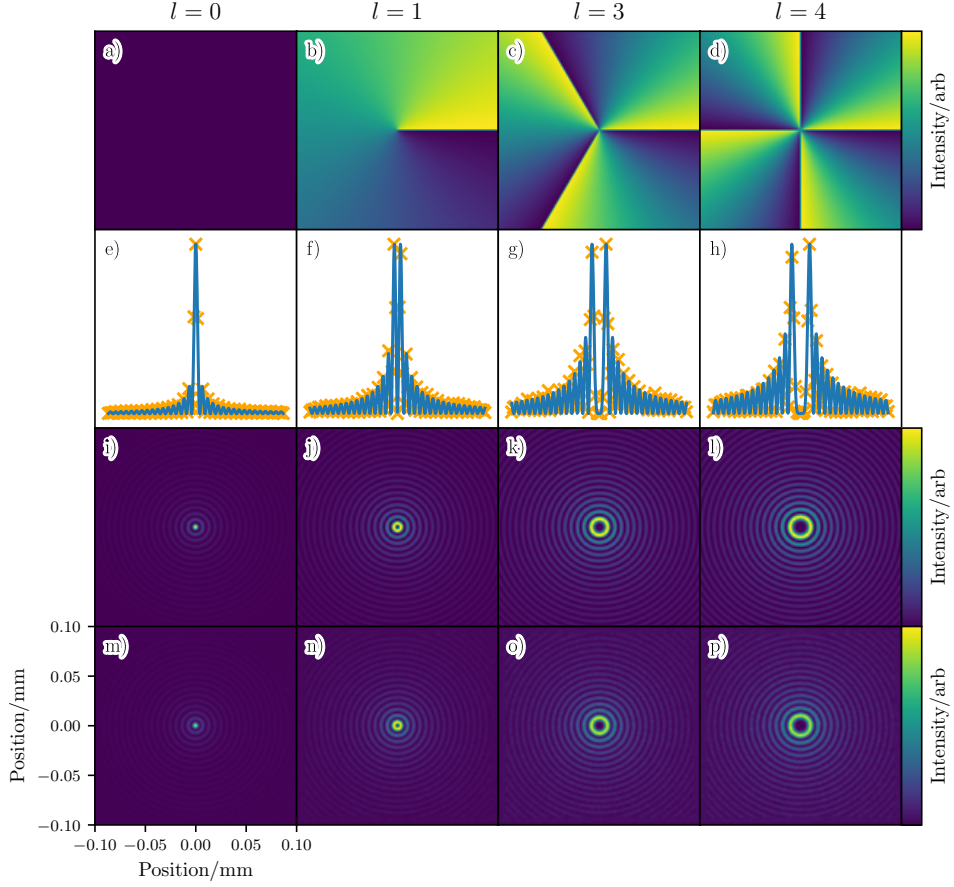 l = 0
l = 1
l = 3
l = 4
a)
b)
c)
d)
Intensity/arb
e)
f)
g)
h)
i)
j)
k)
l)
Intensity/arb
m)
n)
o)
p)
Intensity/arb
Position/mm
0.10
0.05
0.00
−0.05
−0.10
−0.10
−0.05
0.00
0.05
0.10
Position/mm